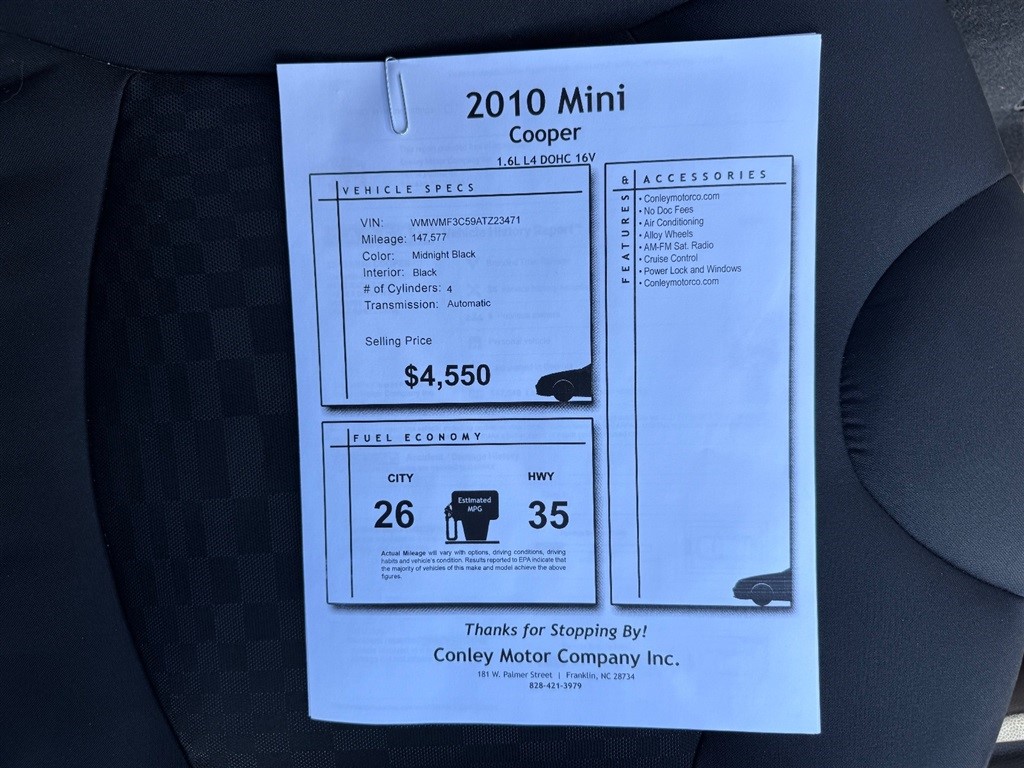 2010 Mini
Cooper
1.6L L4 DOHC 16V
VEHICLE SPECS
VIN: WMWMF3C59ATZ23471
Mileage: 147,577
Color: Midnight Black
Interior: Black
# of Cylinders: 4
Transmission: Automatic
Selling Price
$4,550
FUEL ECONOMY
CITY
26
Estimated
MPG
HWY
35
Actual Mileage will vary with options, driving conditions, driving
habits and vehicle's condition. Results reported to EPA indicate that
the majority of vehicles of this make and model achieve the above
figures.
FEATURES & ACCESSORIES
• Conleymotorco.com
• No Doc Fees
• Air Conditioning
• Alloy Wheels
• AM-FM Sat. Radio
• Cruise Control
• Power Lock and Windows
• Conleymotorco.com
Thanks for Stopping By!
Conley Motor Company Inc.
181 W. Palmer Street | Franklin, NC 28734
828-421-3979